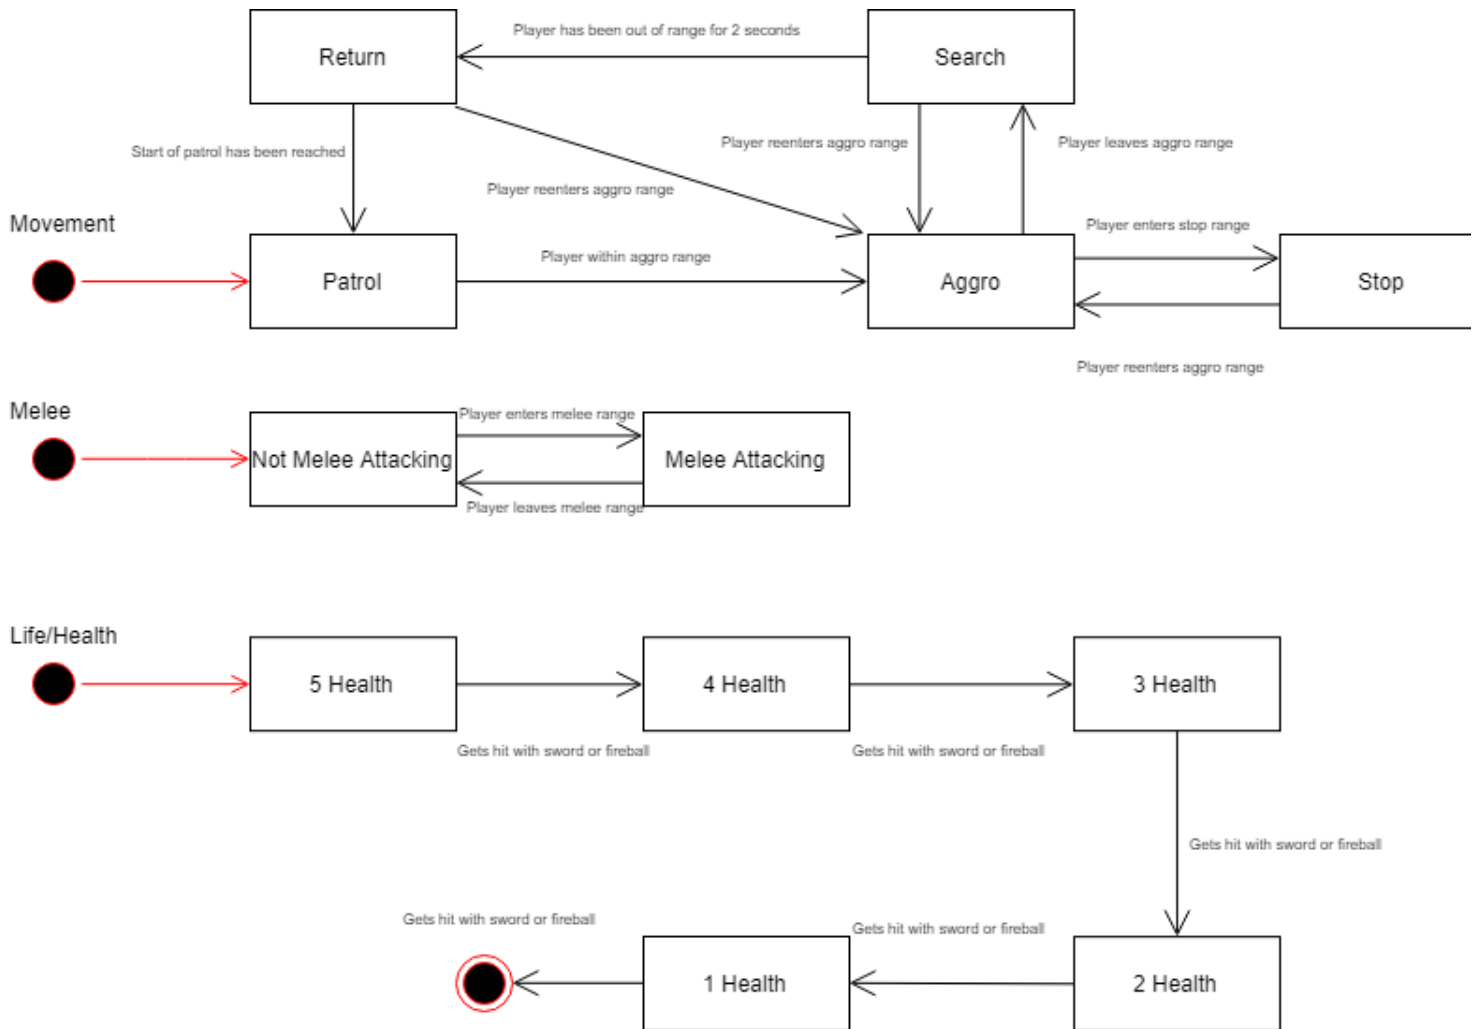 Player has been out of range for 2 seconds
Return
Search
Start of patrol has been reached
Player reenters aggro range
Player leaves aggro range
Player reenters aggro range
Movement
Player enters stop range
Player within aggro range
Patrol
Aggro
Stop
Player reenters aggro range
Melee
Player enters melee range
Not Melee Attacking
Melee Attacking
Player leaves melee range
Life/Health
5 Health
4 Health
3 Health
Gets hit with sword or fireball
Gets hit with sword or fireball
Gets hit with sword or fireball
Gets hit with sword or fireball
Gets hit with sword or fireball
1 Health
2 Health